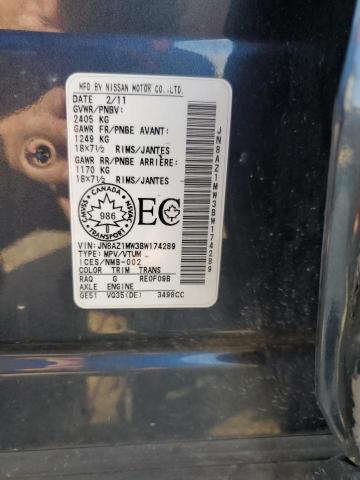 MFD BY NISSAN MOTOR CO.,LTD.
DATE 2/11
GVWR/PNBV:
2405 KG
GAWR FR/PNBE AVANT:
1249 KG
18X7½ RIMS/JANTES
GAWR RR/PNBE ARRIÈRE:
1170 KG
18X7½ RIMS/JANTES
CANADA
TRANSPORT
986
EC
VIN: JN8AZ1MW3BW174289
TYPE: MPV/VTUM
ICES/NMB-002
COLOR TRIM TRANS
RAQ G RE0F09B
AXLE ENGINE
GE51 VQ35(DE) 3498CC
JN8AZ1MW3BW174289